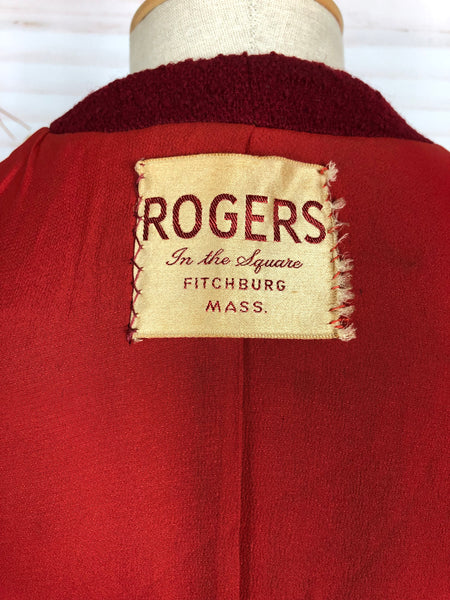 ROGERS
In the Square
FITCHBURG
MASS.